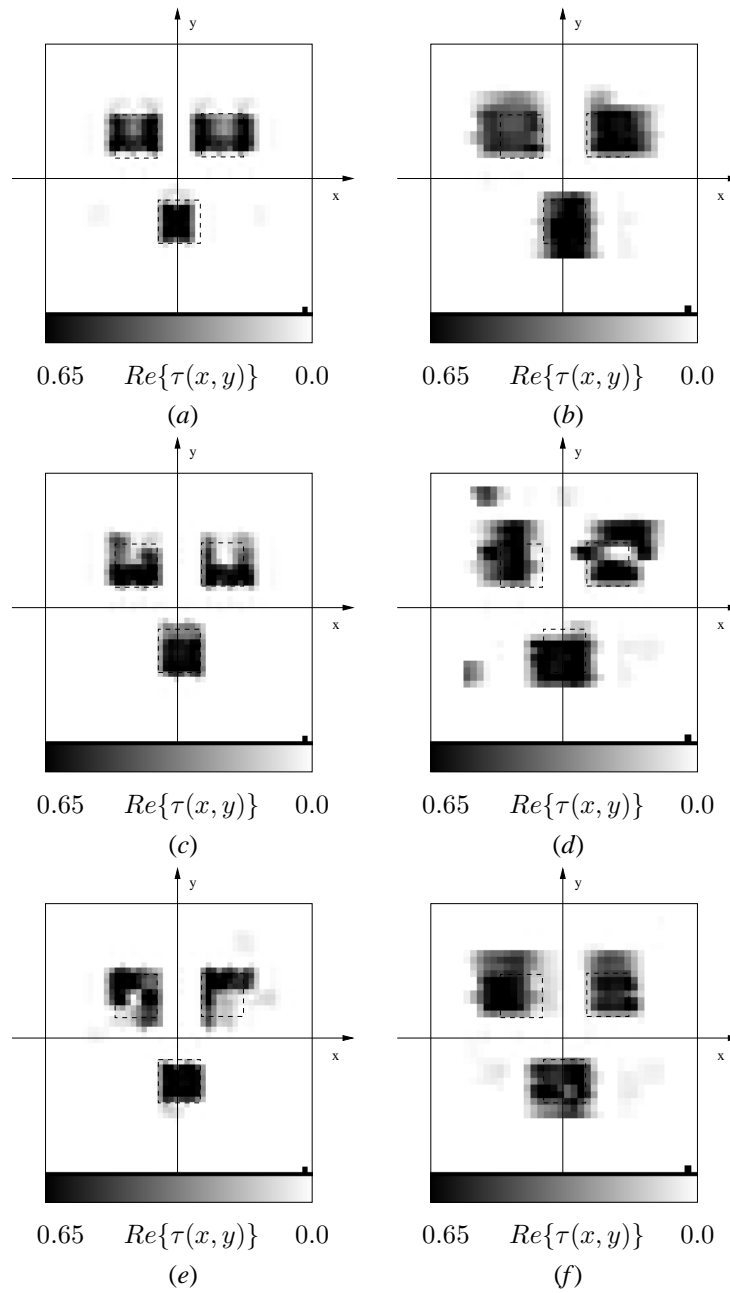 y y
x x
0.65 Re{τ(x, y)} 0.0 0.65 Re{τ(x, y)} 0.0
(a) (b)
y y
x x
0.65 Re{τ(x, y)} 0.0 0.65 Re{τ(x, y)} 0.0
(c) (d)
y y
x x
0.65 Re{τ(x, y)} 0.0 0.65 Re{τ(x, y)} 0.0
(e) (f)